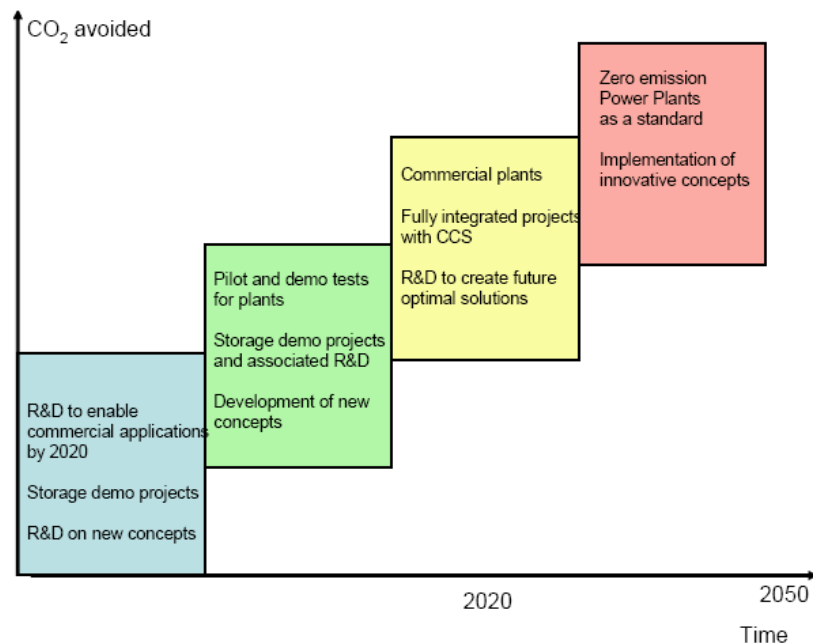 CO₂ avoided
Zero emission
Power Plants
as a standard
Implementation of
innovative concepts
Commercial plants
Fully integrated projects
with CCS
R&D to create future
optimal solutions
Pilot and demo tests
for plants
Storage demo projects
and associated R&D
Development of new
concepts
R&D to enable
commercial applications
by 2020
Storage demo projects
R&D on new concepts
2020
2050
Time